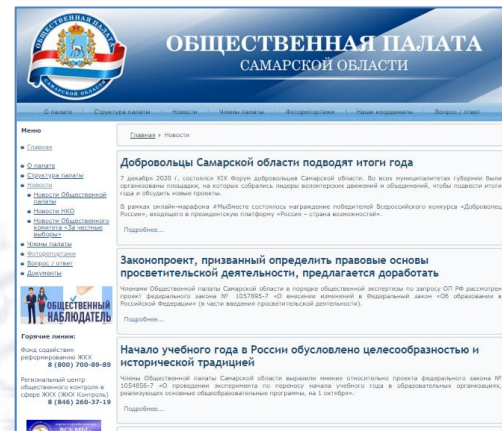 ОБЩЕСТВЕННАЯ ПАЛАТА
САМАРСКОЙ ОБЛАСТИ
О палате Структура палаты Новости Члены палаты Фоторепортажи Наши координаты Вопрос / ответ
Меню
Главная
О палате
Структура палаты
Новости
Новости Общественной
палаты
Новости НКО
Новости Общественного
комитета «За честные
выборы»
Члены палаты
Фоторепортажи
Вопрос / ответ
Документы
ОБЩЕСТВЕННЫЙ
НАБЛЮДАТЕЛЬ
Горячие линии:
Фонд содействия
реформированию ЖКХ
8 (800) 700-89-89
Региональный центр
общественного контроля в
сфере ЖКХ (ЖКХ Контроль)
8 (846) 260-37-19
Главная » Новости
Добровольцы Самарской области подводят итоги года
7 декабря 2020 г. состоялся XIX Форум добровольцев Самарской области. Во всех муниципалитетах губернии были
организованы площадки, на которых собрались лидеры волонтерских движений и объединений, чтобы подвести итоги
года и обсудить новые проекты.
В рамках онлайн-марафона #МыВместе состоялось награждение победителей Всероссийского конкурса «Доброволец
России», входящего в президентскую платформу «Россия – страна возможностей».
Подробнее...
Законопроект, призванный определить правовые основы
просветительской деятельности, предлагается доработать
Членами Общественной палаты Самарской области в порядке общественной экспертизы по запросу ОП РФ рассмотрен
проект федерального закона № 1057895-7 «О внесении изменений в Федеральный закон «Об образовании в
Российской Федерации» (в части введения просветительской деятельности).
Подробнее...
Начало учебного года в России обусловлено целесообразностью и
исторической традицией
Члены Общественной палаты Самарской области выразили мнения относительно проекта федерального закона №
1054856-7 «О проведении эксперимента по переносу начала учебного года в образовательных организациях,
реализующих основные общеобразовательные программы, на 1 октября».
Подробнее...